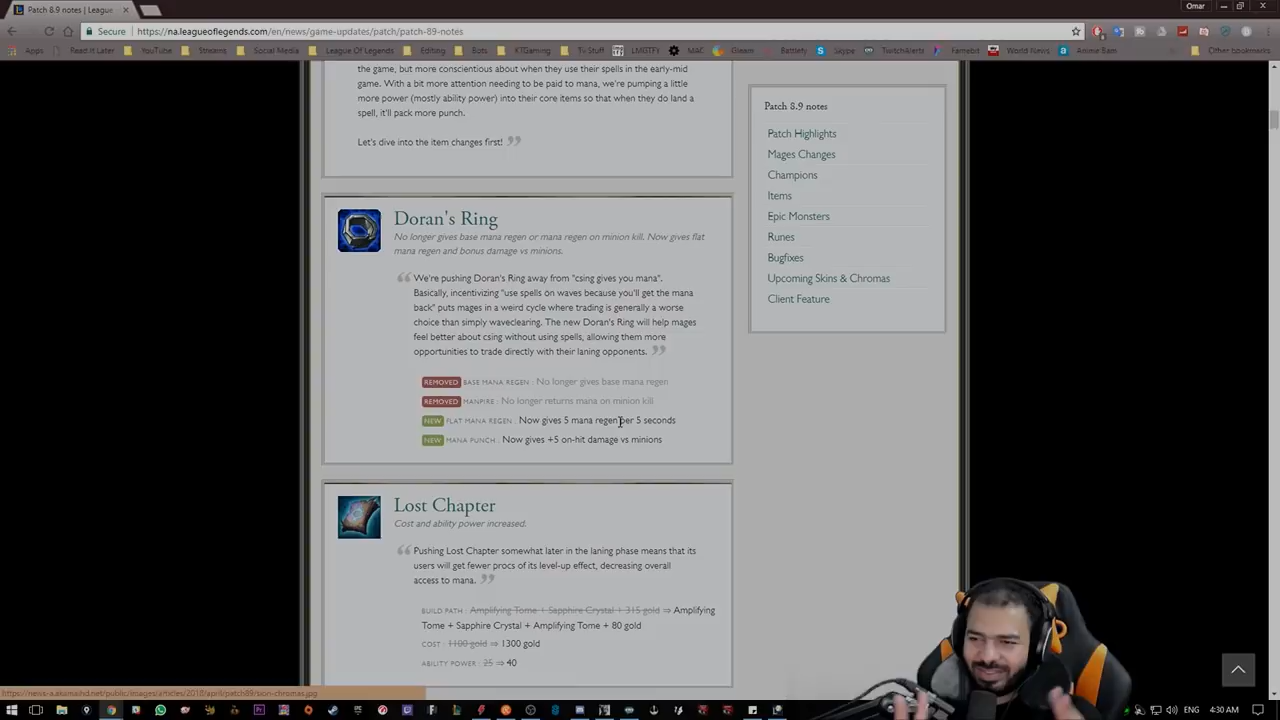 Patch 8.9 notes | League
Omar
Secure
https://na.leagueoflegends.com/en/news/game-updates/patch/patch-89-notes
Apps
Read It Later
YouTube
Streams
Social Media
League Of Legends
Editing
Bots
KTGaming
Tv Stuff
LMGTFY
MAC
Gleam
Battlefy
Skype
TwitchAlerts
Famebit
World News
Anime Bam
Other bookmarks
the game, but more conscientious about when they use their spells in the early-mid
game. With a bit more attention needing to be paid to mana, we're pumping a little
more power (mostly ability power) into their core items so that when they do land a
spell, it'll pack more punch.
Let's dive into the item changes first!
Patch 8.9 notes
Patch Highlights
Mages Changes
Champions
Items
Epic Monsters
Runes
Bugfixes
Upcoming Skins & Chromas
Client Feature
Doran's Ring
No longer gives base mana regen or mana regen on minion kill. Now gives flat
mana regen and bonus damage vs minions.
We're pushing Doran's Ring away from "csing gives you mana".
Basically, incentivizing "use spells on waves because you'll get the mana
back" puts mages in a weird cycle where trading is generally a worse
choice than simply waveclearing. The new Doran's Ring will help mages
feel better about csing without using spells, allowing them more
opportunities to trade directly with their laning opponents.
REMOVED BASE MANA REGEN : No longer gives base mana regen
REMOVED MANPIRE : No longer returns mana on minion kill
NEW FLAT MANA REGEN : Now gives 5 mana regen per 5 seconds
NEW MANA PUNCH : Now gives +5 on-hit damage vs minions
Lost Chapter
Cost and ability power increased.
Pushing Lost Chapter somewhat later in the laning phase means that its
users will get fewer procs of its level-up effect, decreasing overall
access to mana.
BUILD PATH : Amplifying Tome + Sapphire Crystal + 315 gold ⇒ Amplifying
Tome + Sapphire Crystal + Amplifying Tome + 80 gold
COST : 1100 gold ⇒ 1300 gold
ABILITY POWER : 25 ⇒ 40
https://news-a.akamaihd.net/public/images/articles/2018/april/patch89/sion-chromas.jpg
ENG
4:30 AM